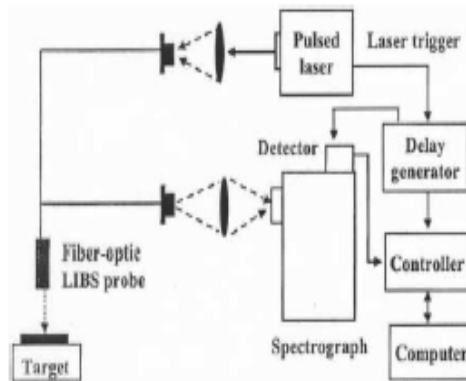 Pulsed
laser
Laser trigger
Detector
Delay
generator
Fiber-optic
LIBS probe
Controller
Spectrograph
Computer
Target